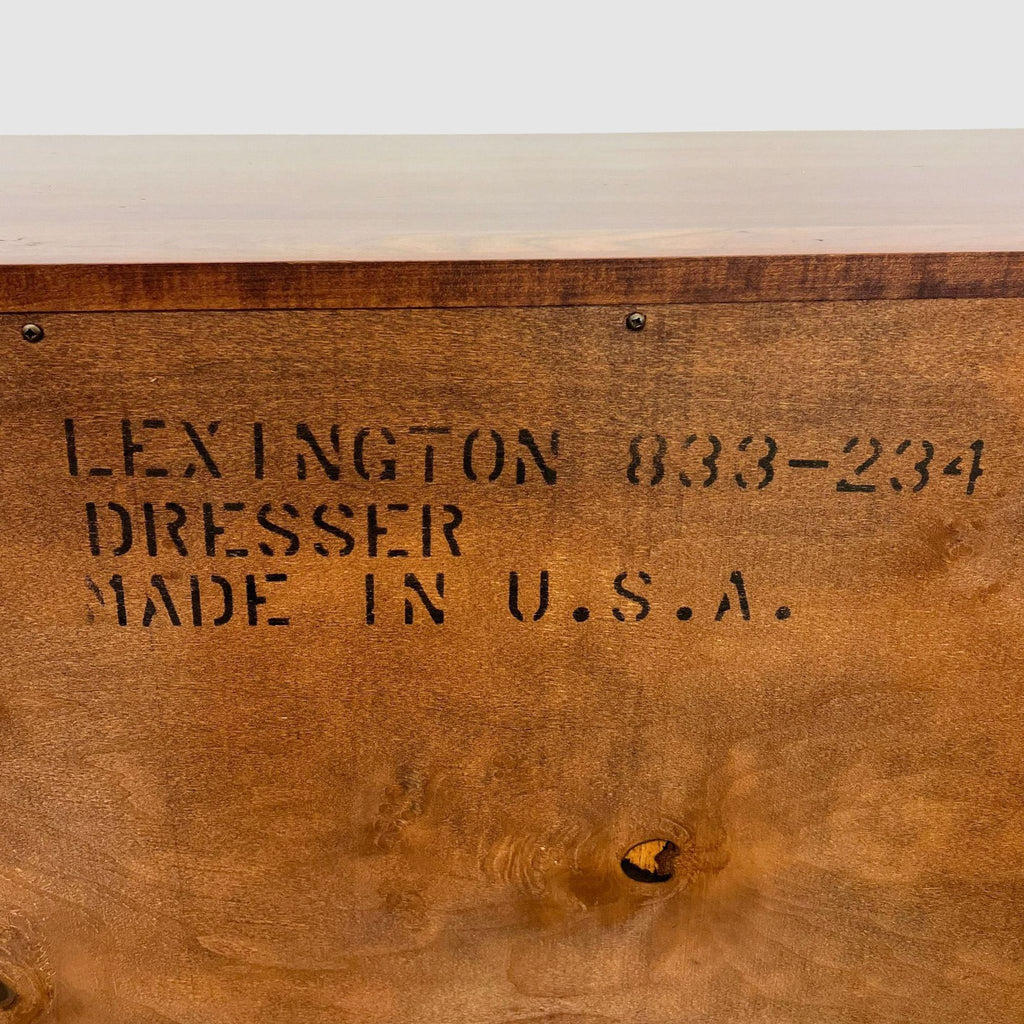 LEXINGTON 833-234
DRESSER
MADE IN U.S.A.